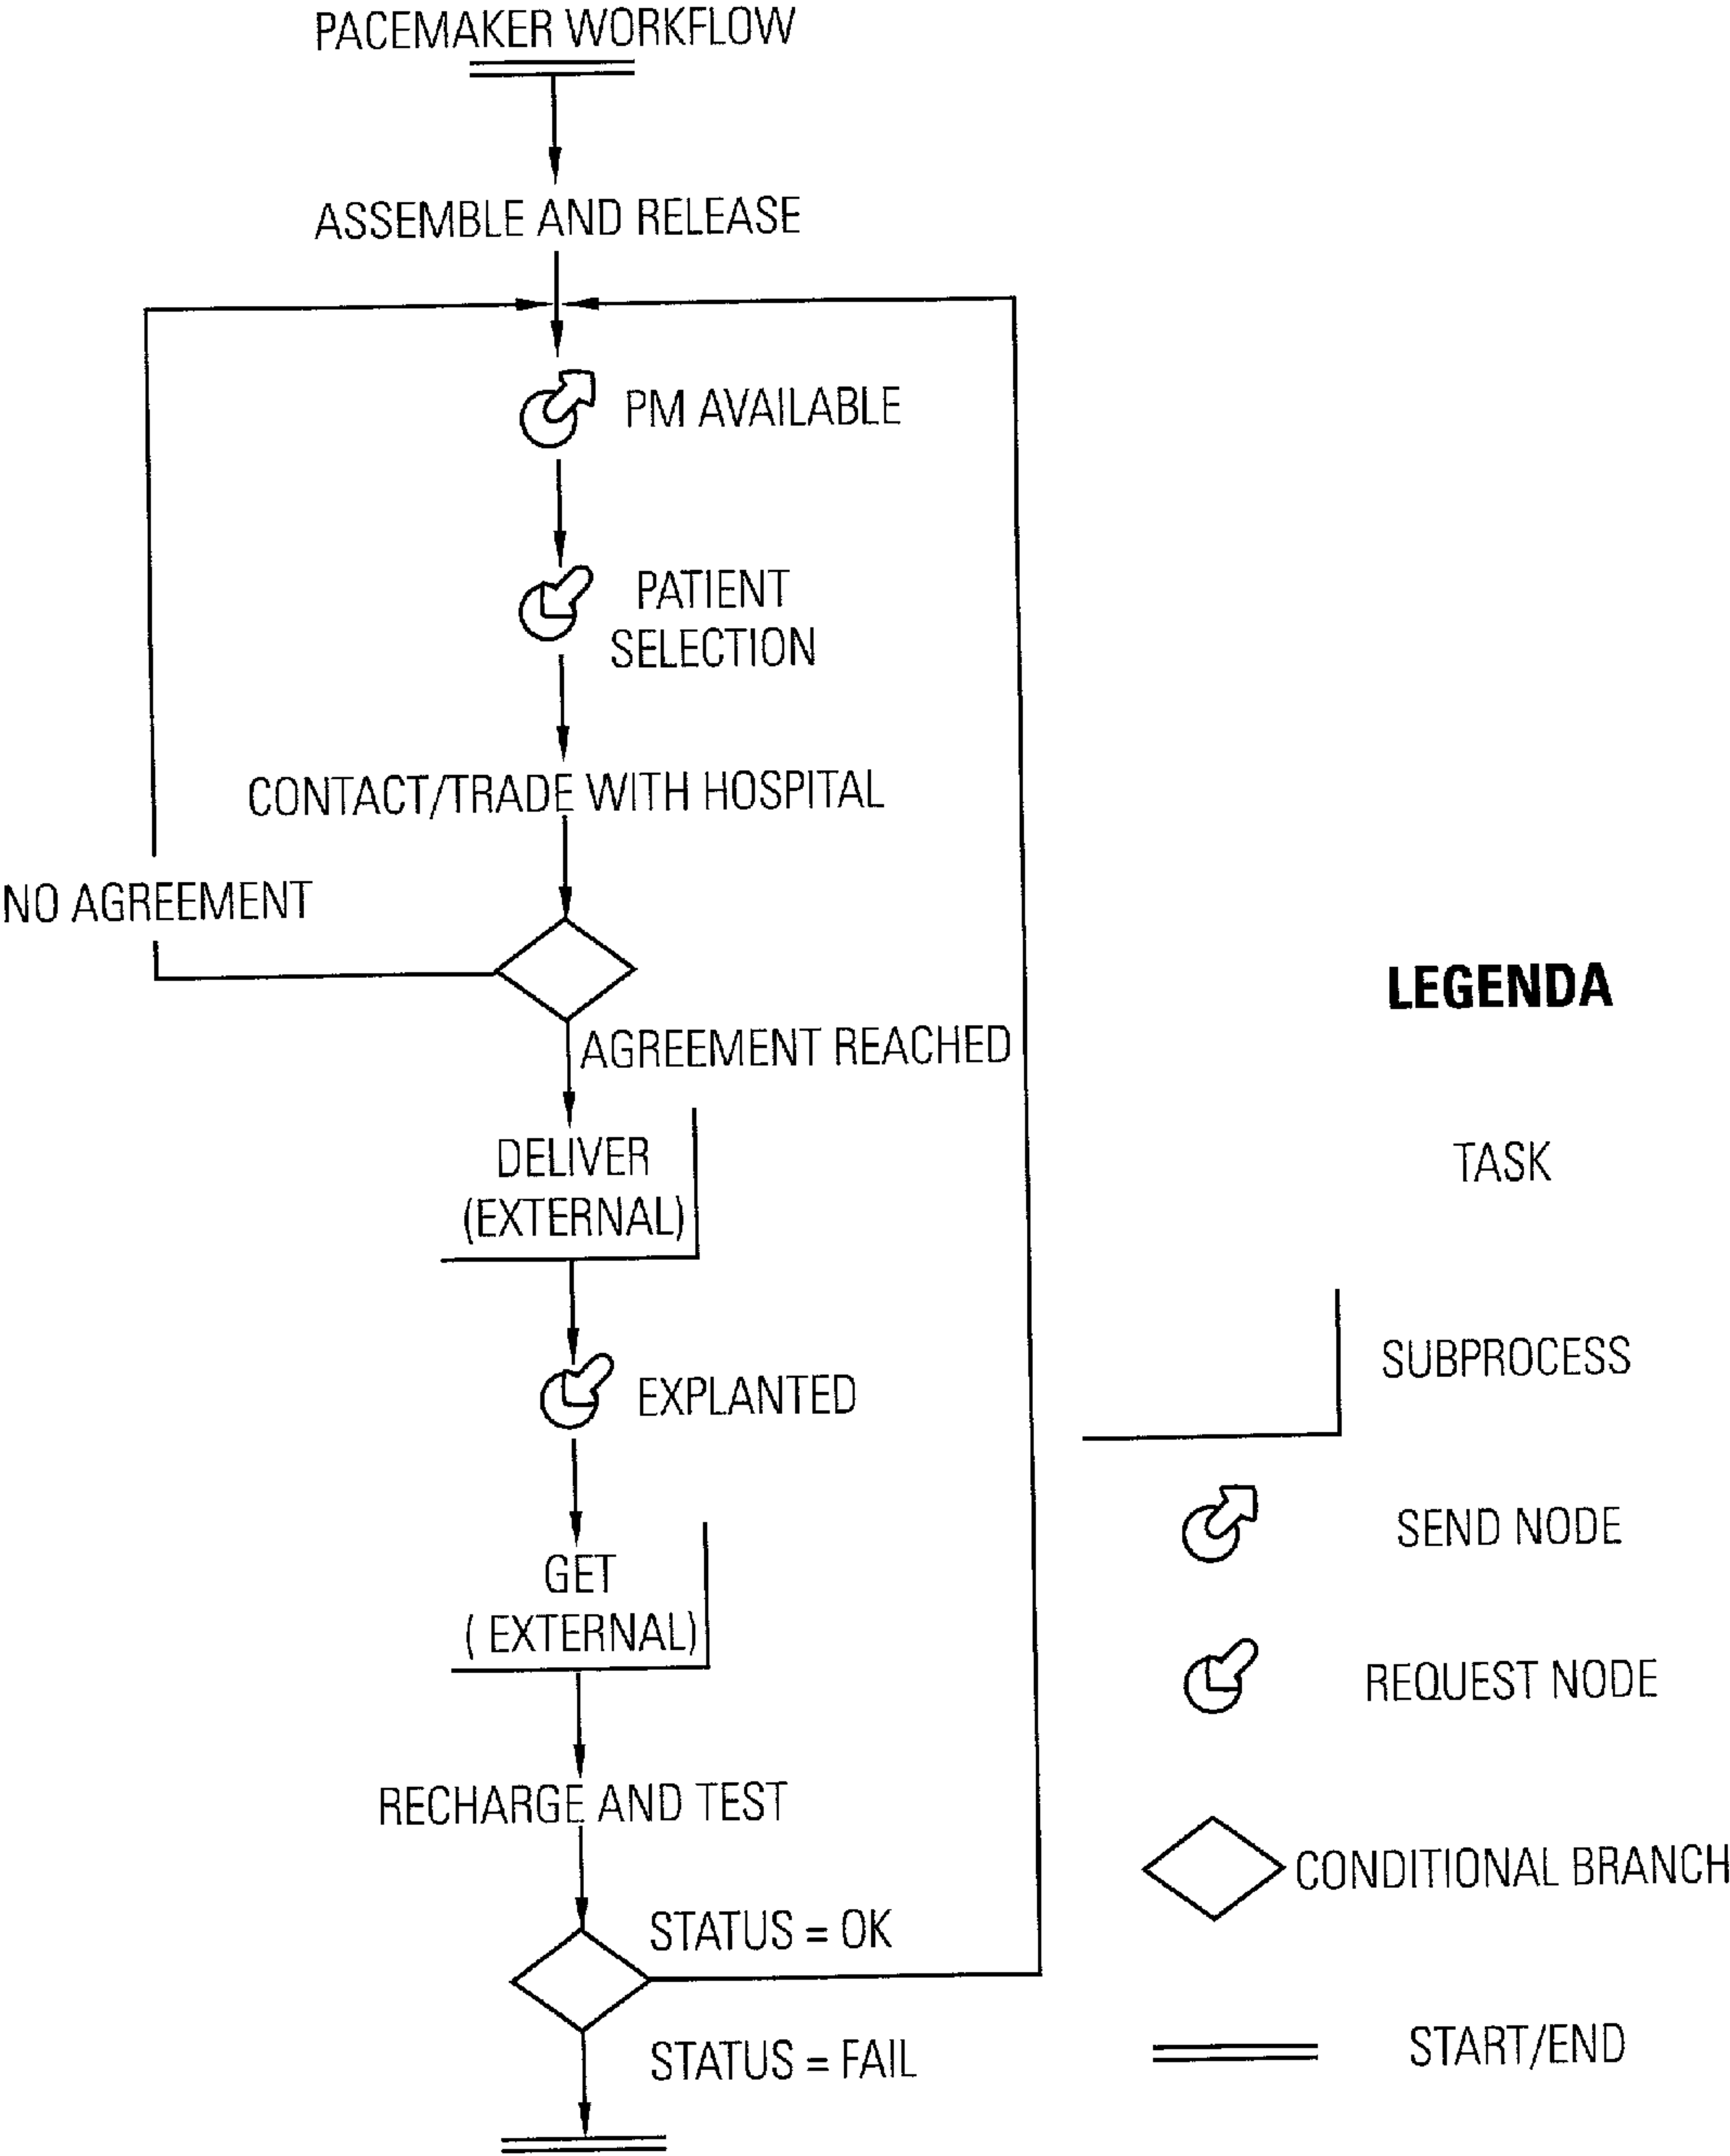 PACEMAKER WORKFLOW
ASSEMBLE AND RELEASE
PM AVAILABLE
PATIENT
SELECTION
CONTACT/TRADE WITH HOSPITAL
NO AGREEMENT
AGREEMENT REACHED
DELIVER
(EXTERNAL)
EXPLANTED
GET
( EXTERNAL)
RECHARGE AND TEST
STATUS = OK
STATUS = FAIL
LEGENDA
TASK
SUBPROCESS
SEND NODE
REQUEST NODE
CONDITIONAL BRANCH
START/END